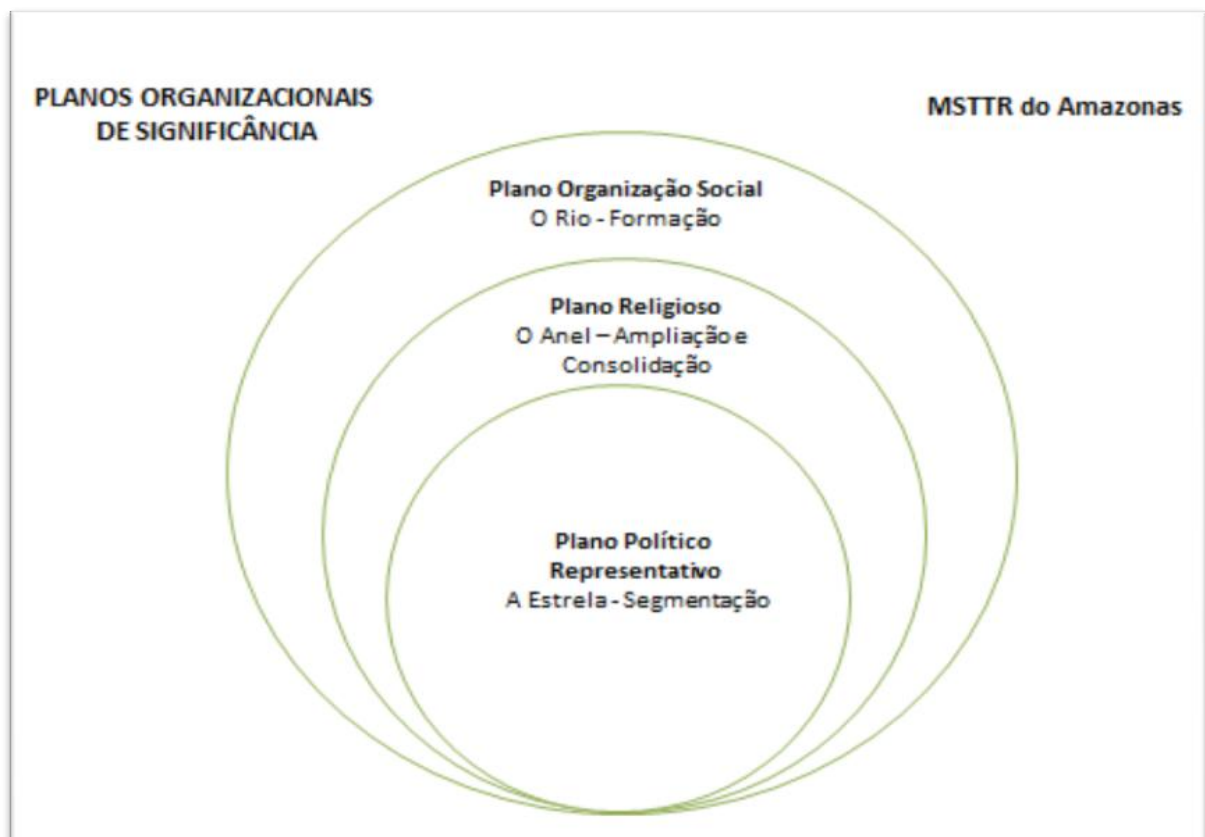 PLANOS ORGANIZACIONAIS
DE SIGNIFICÂNCIA
MSTTR do Amazonas
Plano Organização Social
O Rio - Formação
Plano Religioso
O Anel – Ampliação e
Consolidação
Plano Político
Representativo
A Estrela - Segmentação